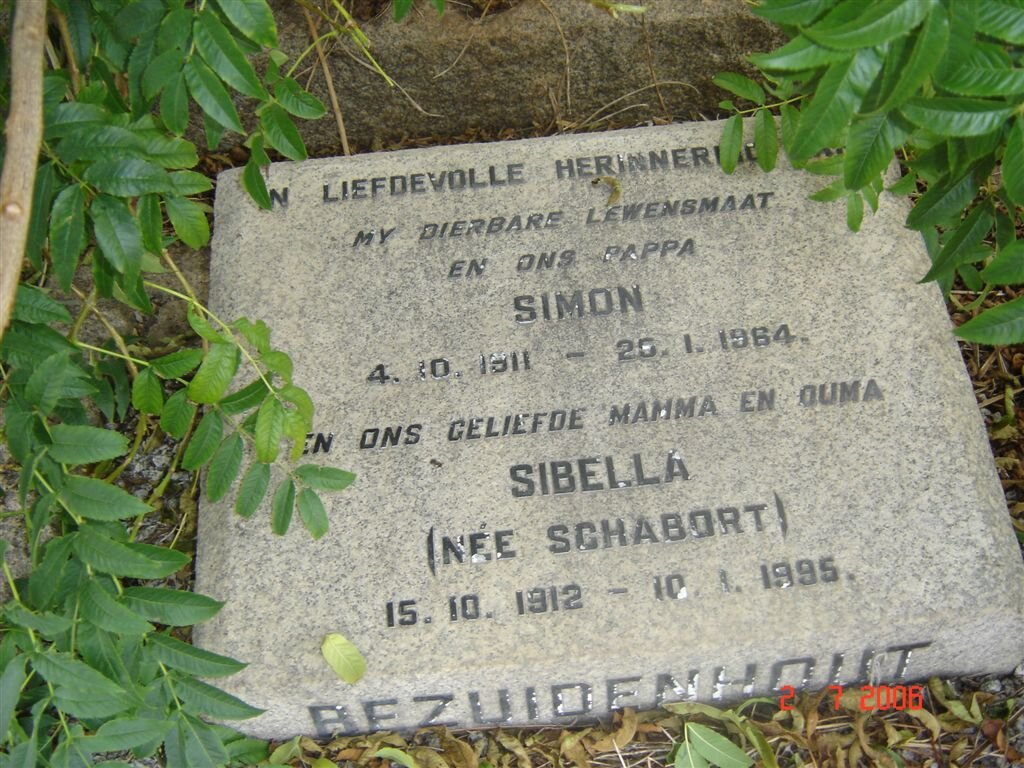 IN LIEFDEVOLLE HERINNERING
MY DIERBARE LEWENSMAAT
EN ONS PAPPA
SIMON
4. 10. 1911 - 25. 1. 1964.
EN ONS GELIEFDE MAMMA EN OUMA
SIBELLA
(NÉE SCHABORT)
15. 10. 1912 - 10. 1. 1995.
BEZUIDENHOUT
2 7 2006